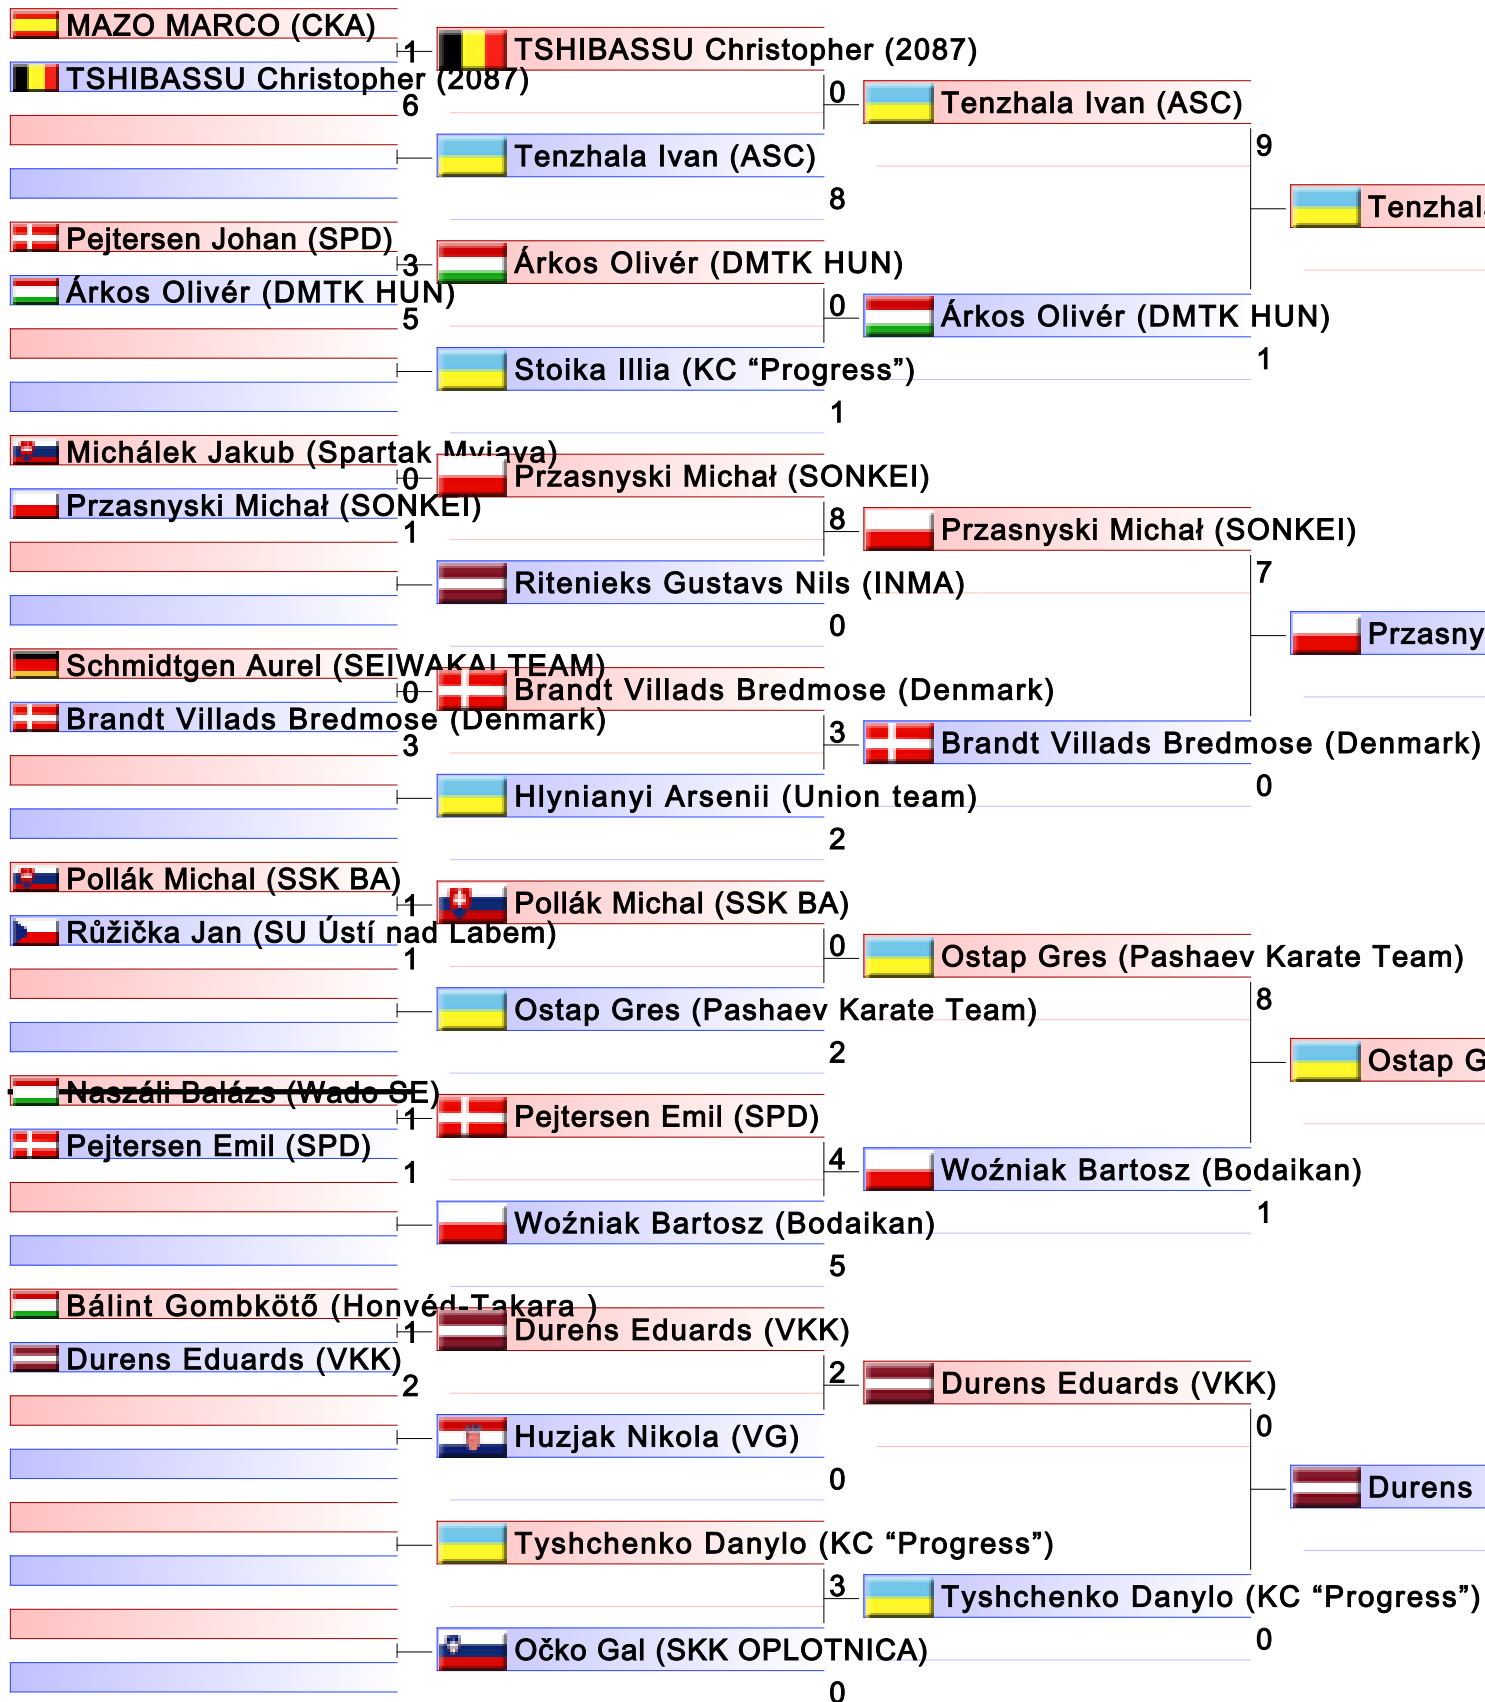 MAZO MARCO (CKA)
1
TSHIBASSU Christopher (2087)
6
Pejtersen Johan (SPD)
3
Árkos Olivér (DMTK HUN)
5
Michálek Jakub (Spartak Myjava)
0
Przasnyski Michał (SONKEI)
1
Schmidtgen Aurel (SEIWAKAI TEAM)
0
Brandt Villads Bredmose (Denmark)
3
Pollák Michal (SSK BA)
1
Růžička Jan (SU Ústí nad Labem)
1
Naszáli Balázs (Wado SE)
1
Pejtersen Emil (SPD)
1
Bálint Gombkötő (Honvéd-Takara )
1
Durens Eduards (VKK)
2
TSHIBASSU Christopher (2087)
0
Tenzhala Ivan (ASC)
8
Árkos Olivér (DMTK HUN)
0
Stoika Illia (KC “Progress”)
1
Przasnyski Michał (SONKEI)
8
Ritenieks Gustavs Nils (INMA)
0
Brandt Villads Bredmose (Denmark)
3
Hlynianyi Arsenii (Union team)
2
Pollák Michal (SSK BA)
0
Ostap Gres (Pashaev Karate Team)
2
Pejtersen Emil (SPD)
4
Woźniak Bartosz (Bodaikan)
5
Durens Eduards (VKK)
2
Huzjak Nikola (VG)
0
Tyshchenko Danylo (KC “Progress”)
3
Očko Gal (SKK OPLOTNICA)
0
Tenzhala Ivan (ASC)
9
Árkos Olivér (DMTK HUN)
1
Przasnyski Michał (SONKEI)
7
Brandt Villads Bredmose (Denmark)
0
Ostap Gres (Pashaev Karate Team)
8
Woźniak Bartosz (Bodaikan)
1
Durens Eduards (VKK)
0
Tyshchenko Danylo (KC “Progress”)
0
Tenzhal
Przasny
Ostap G
Durens